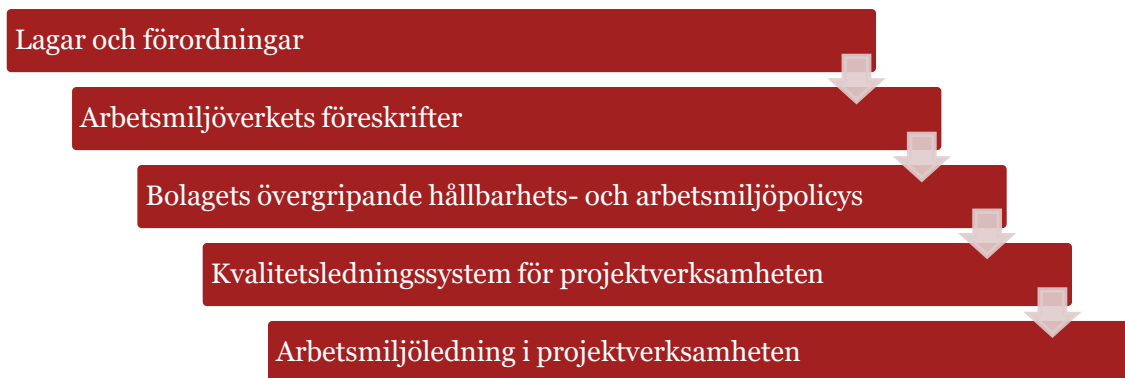 Lagar och förordningar
Arbetsmiljöverkets föreskrifter
Bolagets övergripande hållbarhets- och arbetsmiljöpolicys
Kvalitetsledningssystem för projektverksamheten
Arbetsmiljöledning i projektverksamheten